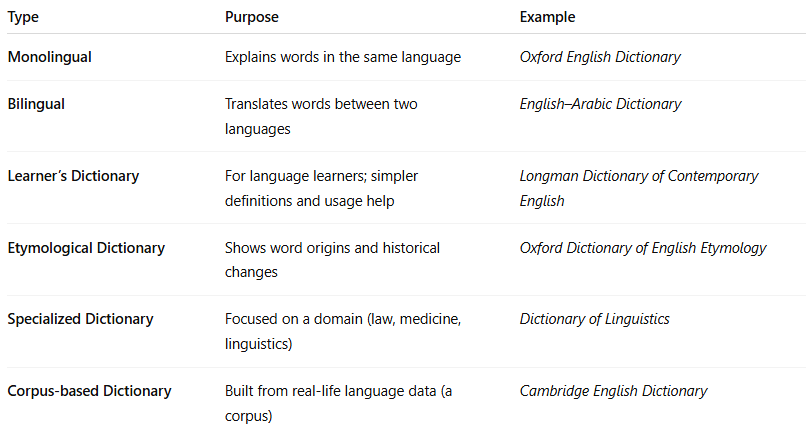 Type Purpose Example
Monolingual Explains words in the same language Oxford English Dictionary
Bilingual Translates words between two languages English–Arabic Dictionary
Learner’s Dictionary For language learners; simpler definitions and usage help Longman Dictionary of Contemporary English
Etymological Dictionary Shows word origins and historical changes Oxford Dictionary of English Etymology
Specialized Dictionary Focused on a domain (law, medicine, linguistics) Dictionary of Linguistics
Corpus-based Dictionary Built from real-life language data (a corpus) Cambridge English Dictionary